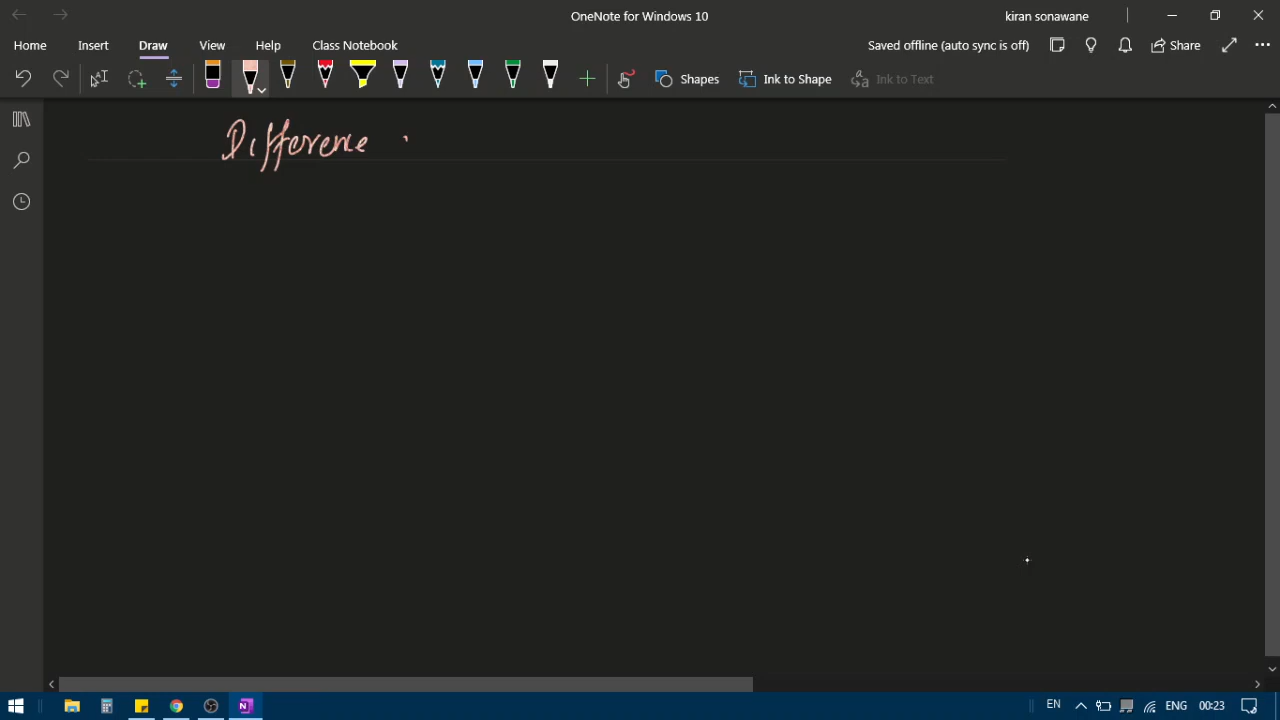 OneNote for Windows 10
kiran sonawane
Home Insert Draw View Help Class Notebook
Saved offline (auto sync is off) Share
Shapes Ink to Shape Ink to Text
Difference
EN ENG 00:23